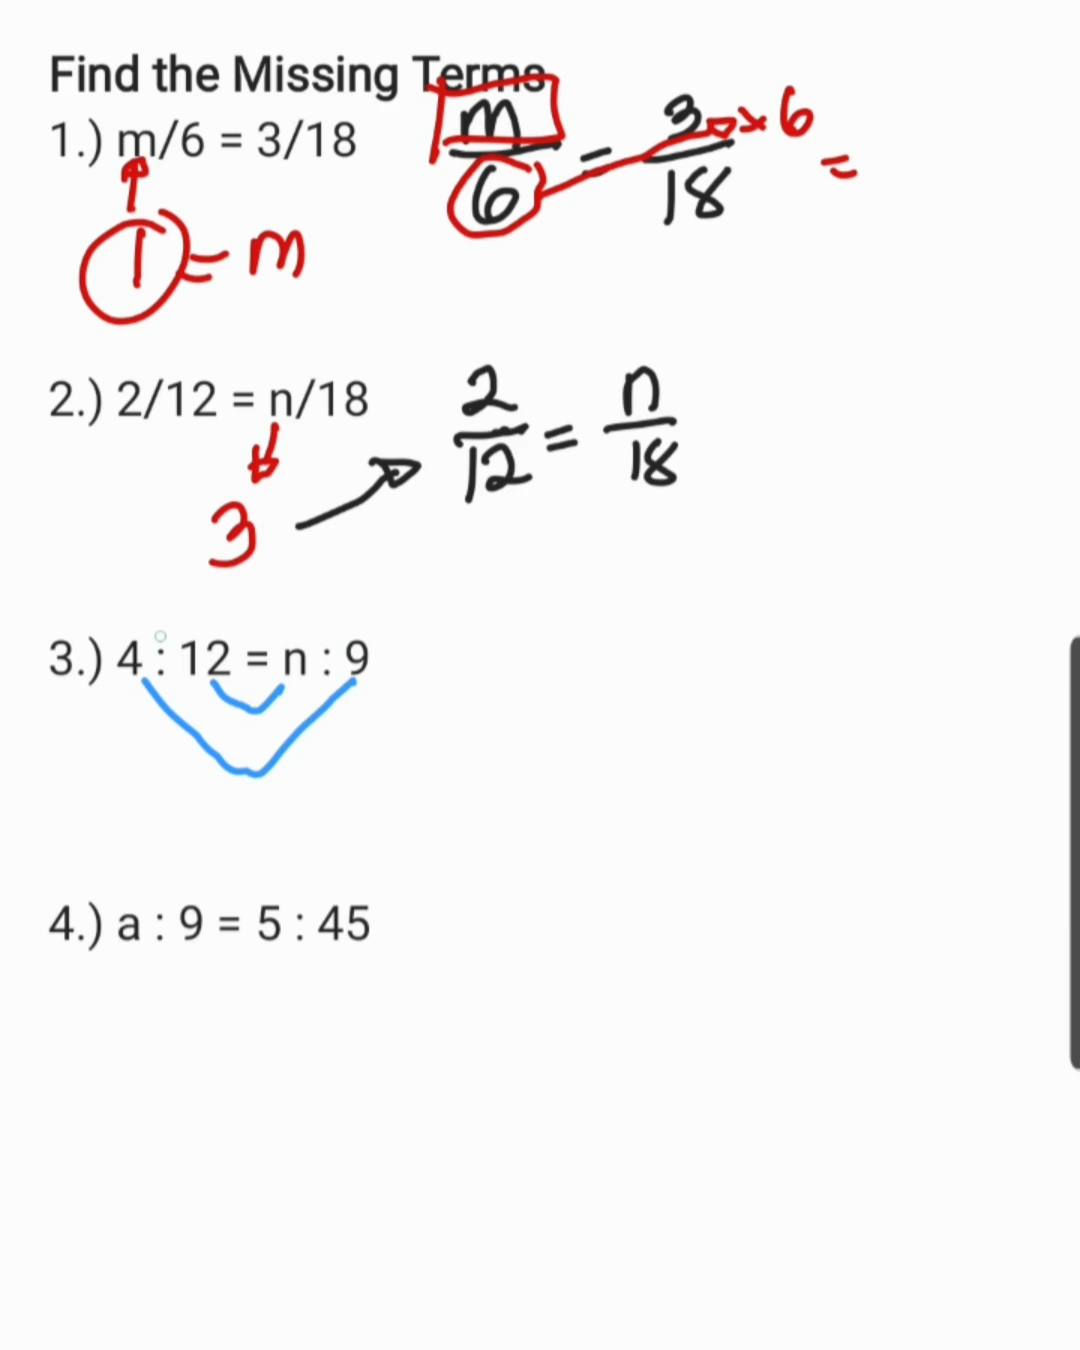 Find the Missing Terms
1.) m/6 = 3/18
m/6 = 3/18 × 6 =
1 = m
2.) 2/12 = n/18
2/12 = n/18
3
3.) 4 : 12 = n : 9
4.) a : 9 = 5 : 45